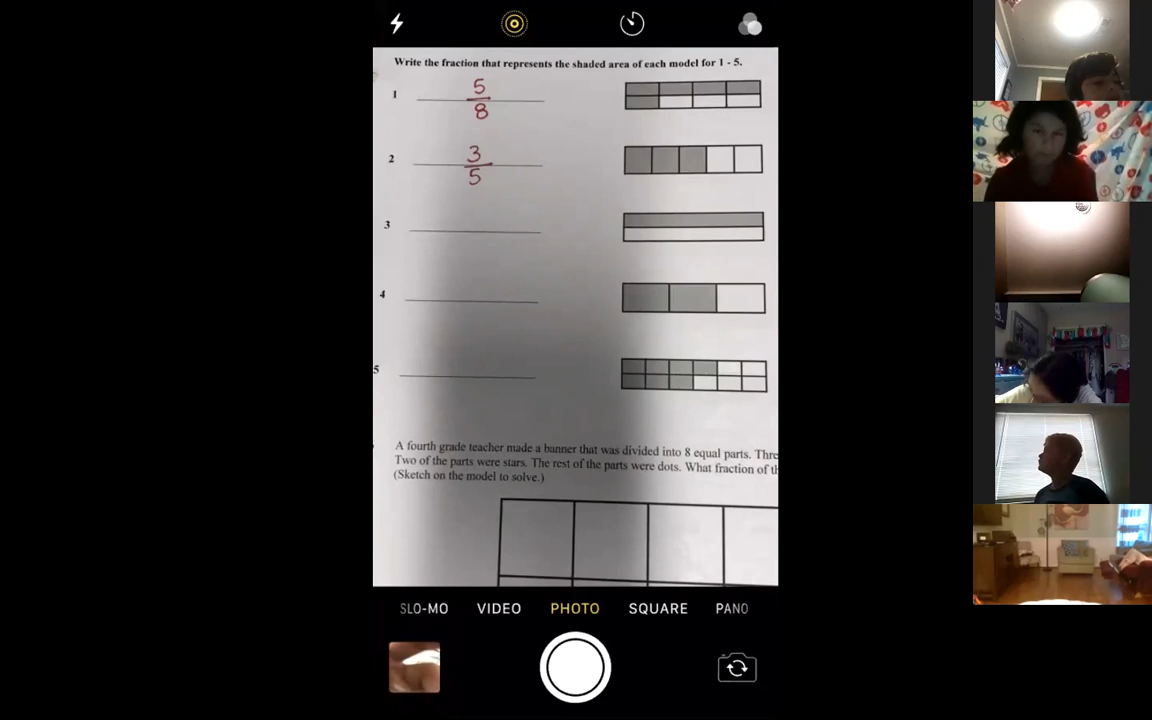 Write the fraction that represents the shaded area of each model for 1 - 5.
1 5/8
2 3/5
3
4
5
A fourth grade teacher made a banner that was divided into 8 equal parts. Thre
Two of the parts were stars. The rest of the parts were dots. What fraction of th
(Sketch on the model to solve.)
SLO-MO VIDEO PHOTO SQUARE PANO